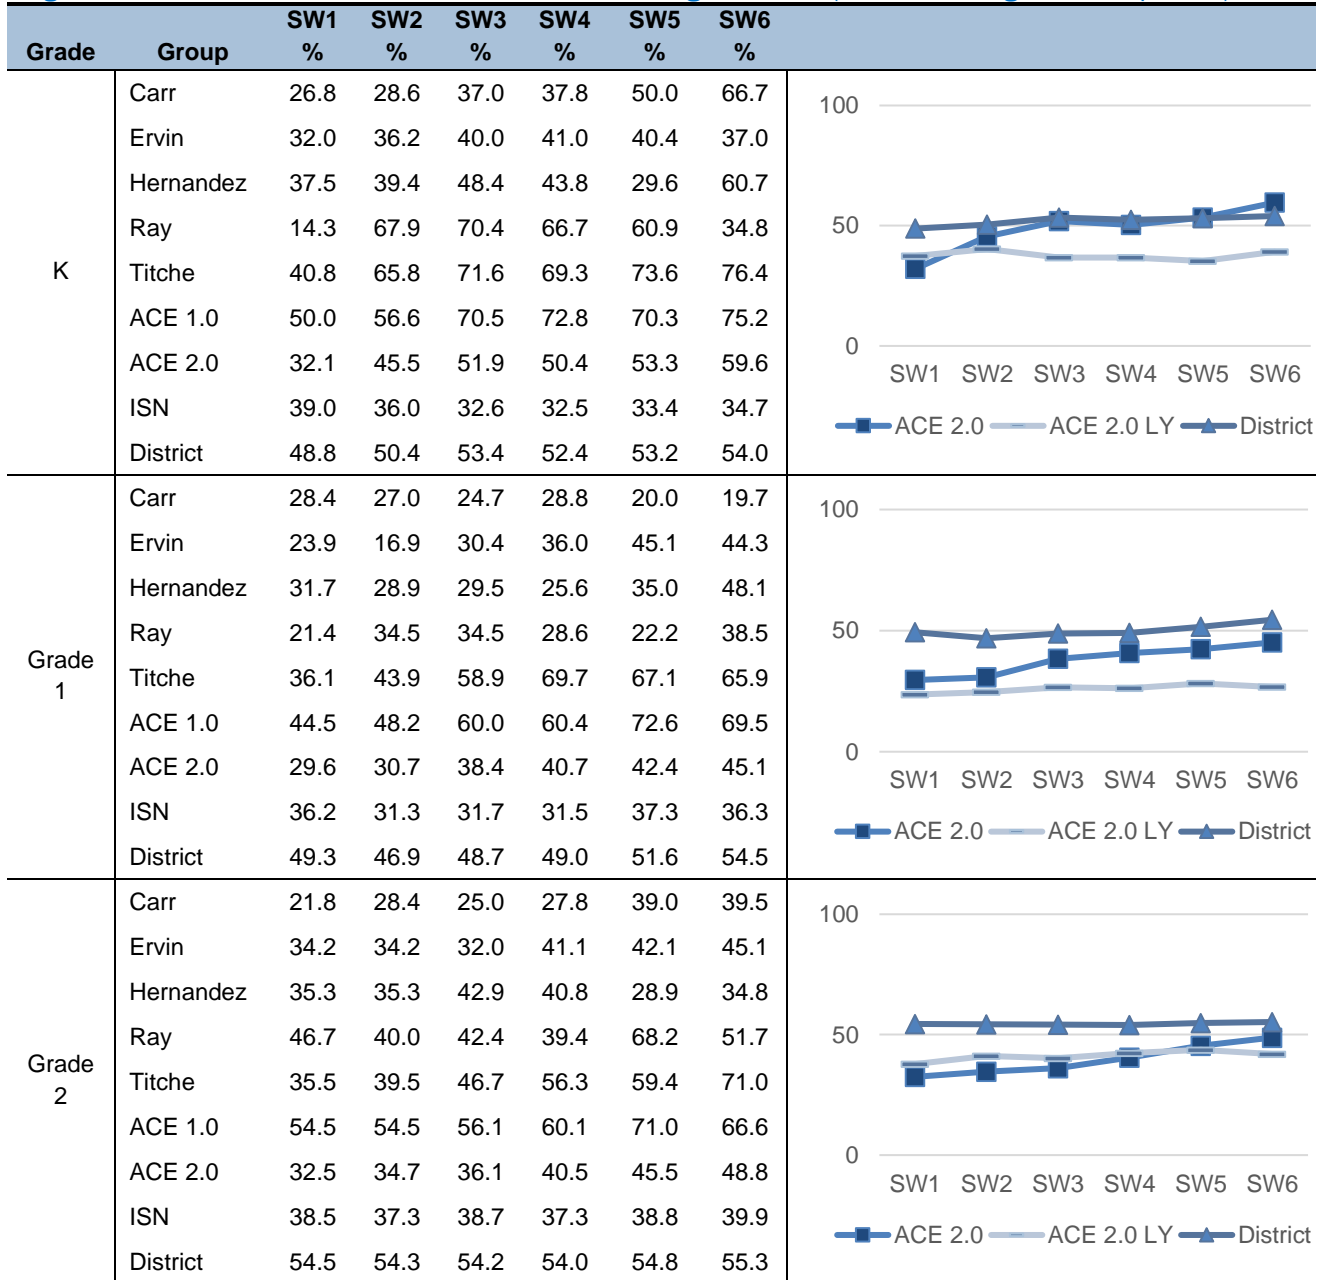 SW1 SW2 SW3 SW4 SW5 SW6
Grade Group % % % % % %
K
Carr 26.8 28.6 37.0 37.8 50.0 66.7
Ervin 32.0 36.2 40.0 41.0 40.4 37.0
Hernandez 37.5 39.4 48.4 43.8 29.6 60.7
Ray 14.3 67.9 70.4 66.7 60.9 34.8
Titche 40.8 65.8 71.6 69.3 73.6 76.4
ACE 1.0 50.0 56.6 70.5 72.8 70.3 75.2
ACE 2.0 32.1 45.5 51.9 50.4 53.3 59.6
ISN 39.0 36.0 32.6 32.5 33.4 34.7
District 48.8 50.4 53.4 52.4 53.2 54.0
100
50
0
SW1 SW2 SW3 SW4 SW5 SW6
ACE 2.0 ACE 2.0 LY District
Grade
1
Carr 28.4 27.0 24.7 28.8 20.0 19.7
Ervin 23.9 16.9 30.4 36.0 45.1 44.3
Hernandez 31.7 28.9 29.5 25.6 35.0 48.1
Ray 21.4 34.5 34.5 28.6 22.2 38.5
Titche 36.1 43.9 58.9 69.7 67.1 65.9
ACE 1.0 44.5 48.2 60.0 60.4 72.6 69.5
ACE 2.0 29.6 30.7 38.4 40.7 42.4 45.1
ISN 36.2 31.3 31.7 31.5 37.3 36.3
District 49.3 46.9 48.7 49.0 51.6 54.5
100
50
0
SW1 SW2 SW3 SW4 SW5 SW6
ACE 2.0 ACE 2.0 LY District
Grade
2
Carr 21.8 28.4 25.0 27.8 39.0 39.5
Ervin 34.2 34.2 32.0 41.1 42.1 45.1
Hernandez 35.3 35.3 42.9 40.8 28.9 34.8
Ray 46.7 40.0 42.4 39.4 68.2 51.7
Titche 35.5 39.5 46.7 56.3 59.4 71.0
ACE 1.0 54.5 54.5 56.1 60.1 71.0 66.6
ACE 2.0 32.5 34.7 36.1 40.5 45.5 48.8
ISN 38.5 37.3 38.7 37.3 38.8 39.9
District 54.5 54.3 54.2 54.0 54.8 55.3
100
50
0
SW1 SW2 SW3 SW4 SW5 SW6
ACE 2.0 ACE 2.0 LY District